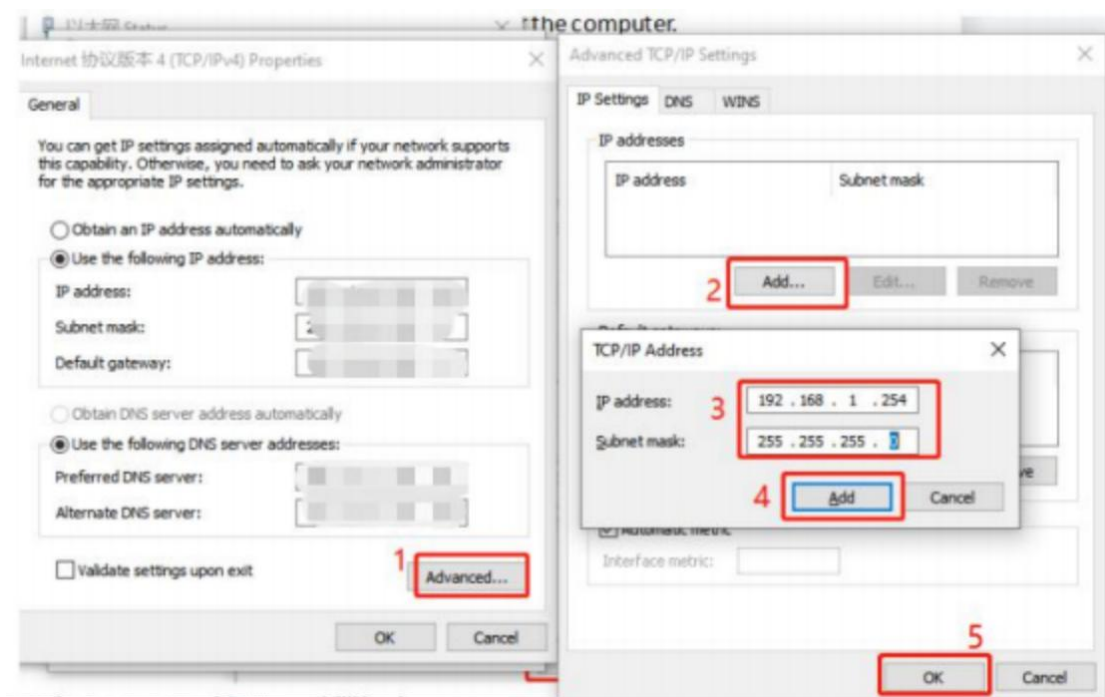 以太网 Status
the computer.
Internet 协议版本 4 (TCP/IPv4) Properties
General
You can get IP settings assigned automatically if your network supports
this capability. Otherwise, you need to ask your network administrator
for the appropriate IP settings.
Obtain an IP address automatically
Use the following IP address:
IP address:
Subnet mask:
Default gateway:
Obtain DNS server address automatically
Use the following DNS server addresses:
Preferred DNS server:
Alternate DNS server:
Validate settings upon exit
1
Advanced...
OK Cancel
Advanced TCP/IP Settings
IP Settings DNS WINS
IP addresses
IP address Subnet mask
2 Add... Edit... Remove
TCP/IP Address
IP address: 3 192 . 168 . 1 . 254
Subnet mask: 255 . 255 . 255 . 0
4 Add Cancel
Automatic metric
Interface metric:
5
OK Cancel